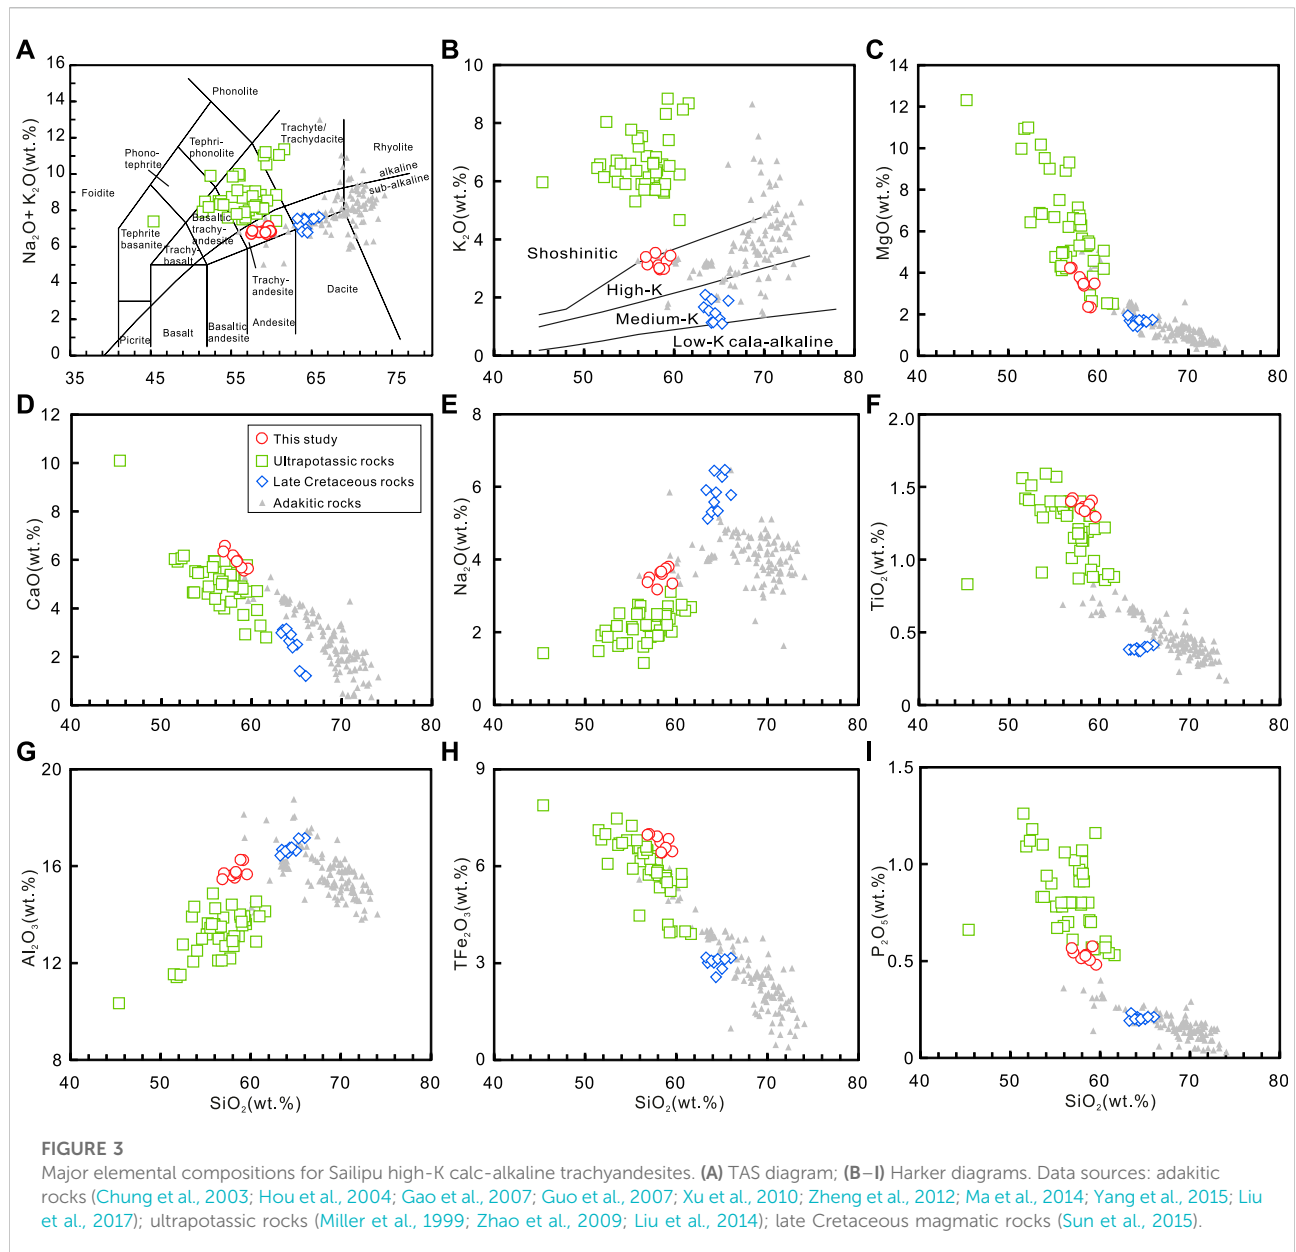 A
Na2O+ K2O(wt.%)
16
14
12
10
8
6
4
2
0
35
45
55
65
75
Phonolite
Tephri-
phonolite
Trachyte/
Trachydacite
Rhyolite
Phono-
tephrite
alkaline
sub-alkaline
Foidite
Basaltic
trachy-
andesite
Tephrite
basanite
Trachy-
basalt
Trachy-
andesite
Dacite
Picrite
Basalt
Basaltic
andesite
Andesite
B
K2O(wt.%)
10
8
6
4
2
0
40
50
60
70
80
Shoshinitic
High-K
Medium-K
Low-K cala-alkaline
C
MgO(wt.%)
14
12
10
8
6
4
2
0
40
50
60
70
80
D
CaO(wt.%)
12
10
8
6
4
2
0
40
50
60
70
80
This study
Ultrapotassic rocks
Late Cretaceous rocks
Adakitic rocks
E
Na2O(wt.%)
8
6
4
2
0
40
50
60
70
80
F
TiO2(wt.%)
2.0
1.5
1.0
0.5
0
40
50
60
70
80
G
Al2O3(wt.%)
20
16
12
8
40
50
60
70
80
SiO2(wt.%)
H
TFe2O3(wt.%)
9
6
3
0
40
50
60
70
80
SiO2(wt.%)
I
P2O5(wt.%)
1.5
1.0
0.5
0
40
50
60
70
80
SiO2(wt.%)
FIGURE 3
Major elemental compositions for Sailipu high-K calc-alkaline trachyandesites. (A) TAS diagram; (B–I) Harker diagrams. Data sources: adakitic
rocks (Chung et al., 2003; Hou et al., 2004; Gao et al., 2007; Guo et al., 2007; Xu et al., 2010; Zheng et al., 2012; Ma et al., 2014; Yang et al., 2015; Liu
et al., 2017); ultrapotassic rocks (Miller et al., 1999; Zhao et al., 2009; Liu et al., 2014); late Cretaceous magmatic rocks (Sun et al., 2015).